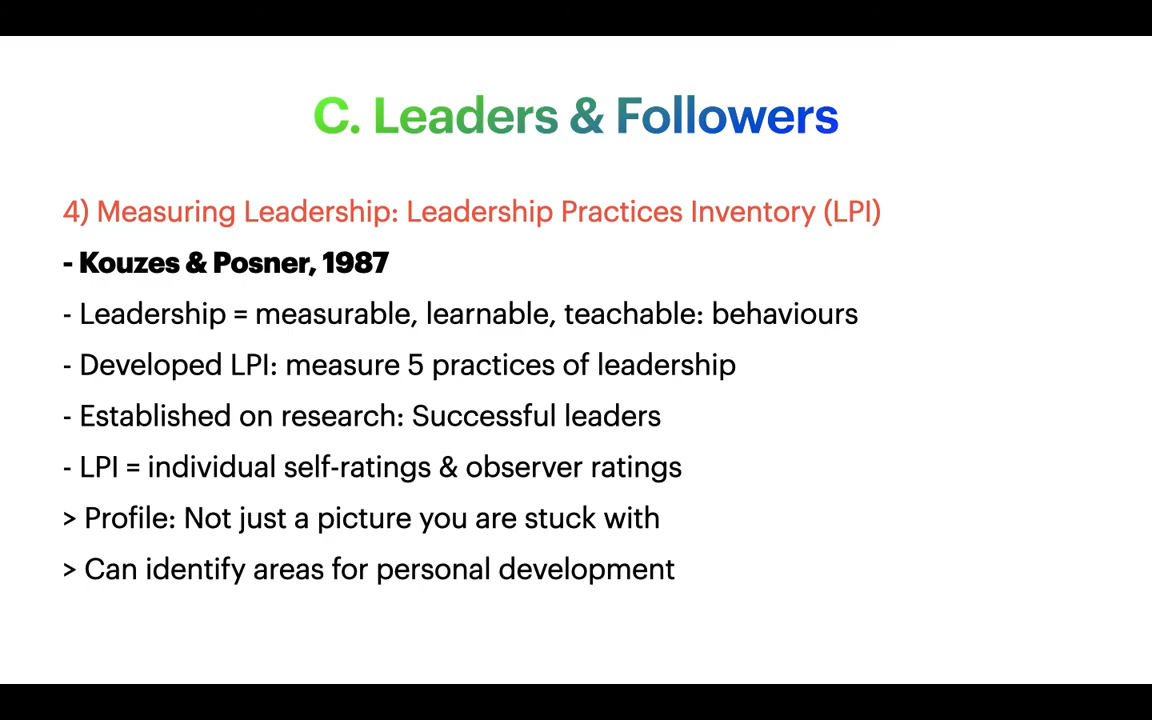 C. Leaders & Followers
4) Measuring Leadership: Leadership Practices Inventory (LPI)
- Kouzes & Posner, 1987
- Leadership = measurable, learnable, teachable: behaviours
- Developed LPI: measure 5 practices of leadership
- Established on research: Successful leaders
- LPI = individual self-ratings & observer ratings
> Profile: Not just a picture you are stuck with
> Can identify areas for personal development